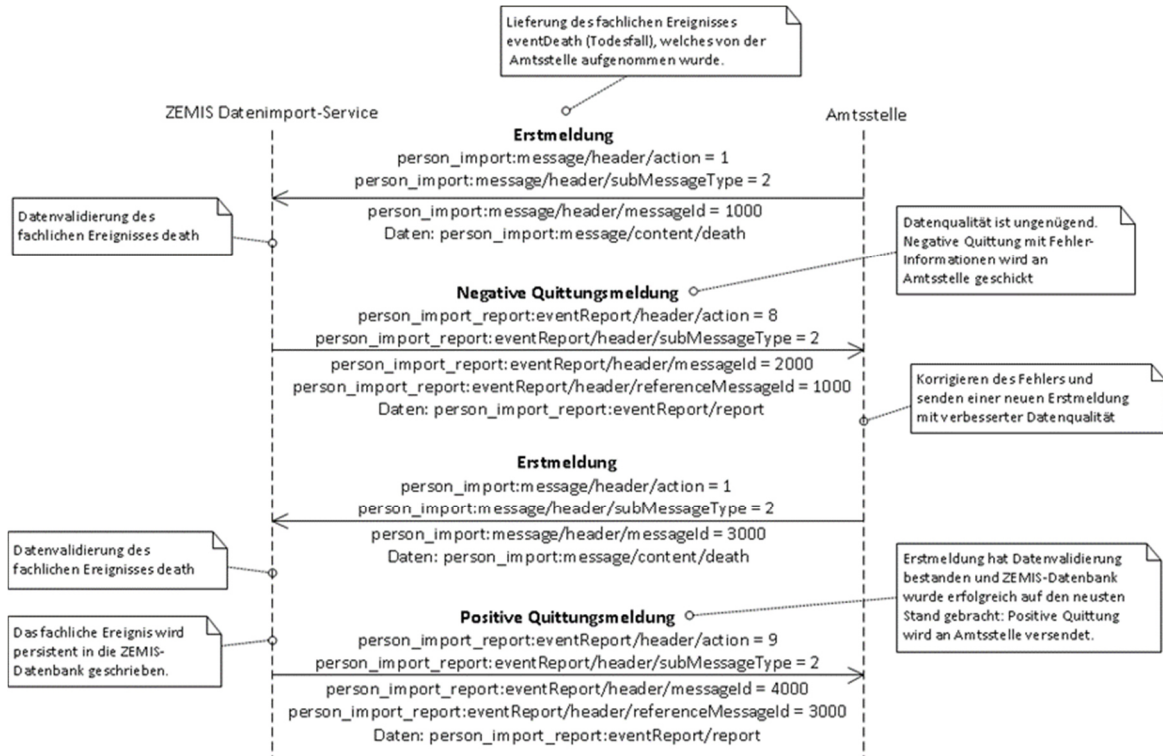 Lieferung des fachlichen Ereignisses
eventDeath (Todesfall), welches von der
Amtsstelle aufgenommen wurde.
ZEMIS Datenimport-Service
Amtsstelle
Erstmeldung
person_import:message/header/action = 1
person_import:message/header/subMessageType = 2
person_import:message/header/messageId = 1000
Daten: person_import:message/content/death
Datenvalidierung des
fachlichen Ereignisses death
Datenqualität ist ungenügend.
Negative Quittung mit Fehler-
Informationen wird an
Amtsstelle geschickt
Negative Quittungsmeldung
person_import_report:eventReport/header/action = 8
person_import_report:eventReport/header/subMessageType = 2
person_import_report:eventReport/header/messageId = 2000
person_import_report:eventReport/header/referenceMessageId = 1000
Daten: person_import_report:eventReport/report
Korrigieren des Fehlers und
senden einer neuen Erstmeldung
mit verbesserter Datenqualität
Erstmeldung
person_import:message/header/action = 1
person_import:message/header/subMessageType = 2
person_import:message/header/messageId = 3000
Daten: person_import:message/content/death
Datenvalidierung des
fachlichen Ereignisses death
Erstmeldung hat Datenvalidierung
bestanden und ZEMIS-Datenbank
wurde erfolgreich auf den neusten
Stand gebracht: Positive Quittung
wird an Amtsstelle versendet.
Das fachliche Ereignis wird
persistent in die ZEMIS-
Datenbank geschrieben.
Positive Quittungsmeldung
person_import_report:eventReport/header/action = 9
person_import_report:eventReport/header/subMessageType = 2
person_import_report:eventReport/header/messageId = 4000
person_import_report:eventReport/header/referenceMessageId = 3000
Daten: person_import_report:eventReport/report